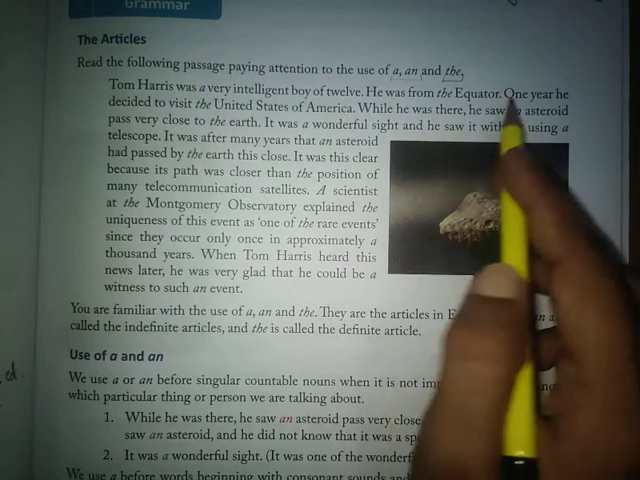 Grammar
The Articles
Read the following passage paying attention to the use of a, an and the.
Tom Harris was a very intelligent boy of twelve. He was from the Equator. One year he
decided to visit the United States of America. While he was there, he saw an asteroid
pass very close to the earth. It was a wonderful sight and he saw it using a
telescope. It was after many years that an asteroid
had passed by the earth this close. It was this clear
because its path was closer than the position of
many telecommunication satellites. A scientist
at the Montgomery Observatory explained the
uniqueness of this event as 'one of the rare events'
since they occur only once in approximately a
thousand years. When Tom Harris heard this
news later, he was very glad that he could be a
witness to such an event.
You are familiar with the use of a, an and the. They are the articles in
called the indefinite articles, and the is called the definite article.
Use of a and an
We use a or an before singular countable nouns when it is not
which particular thing or person we are talking about.
1. While he was there, he saw an asteroid pass very close
saw an asteroid, and he did not know that it was a
2. It was a wonderful sight. (It was one of the
We use a before words beginning with consonant sounds and